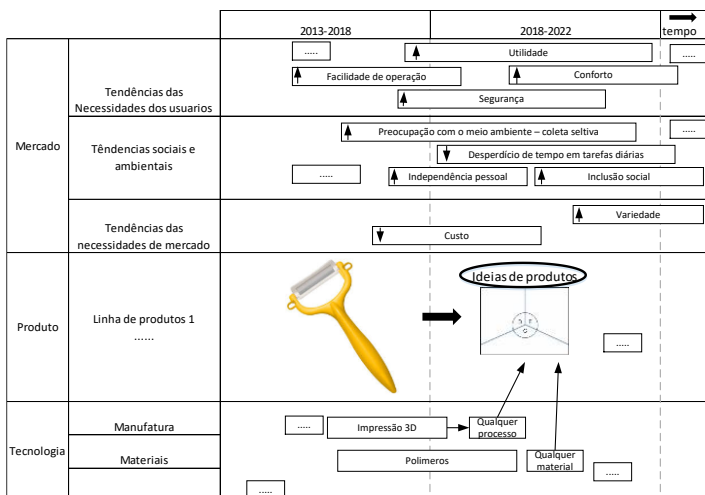 2013-2018
2018-2022
tempo
Mercado
Tendências das
Necessidades dos usuarios
.....
Utilidade
.....
Facilidade de operação
Conforto
Segurança
Têndencias sociais e
ambientais
Preocupação com o meio ambiente – coleta seltiva
.....
Desperdício de tempo em tarefas diárias
.....
Independência pessoal
Inclusão social
Tendências das
necessidades de mercado
Variedade
Custo
Produto
Linha de produtos 1
......
Ideias de produtos
.....
Tecnologia
Manufatura
.....
Impressão 3D
Qualquer
processo
Materiais
Polimeros
Qualquer
material
.....
.....